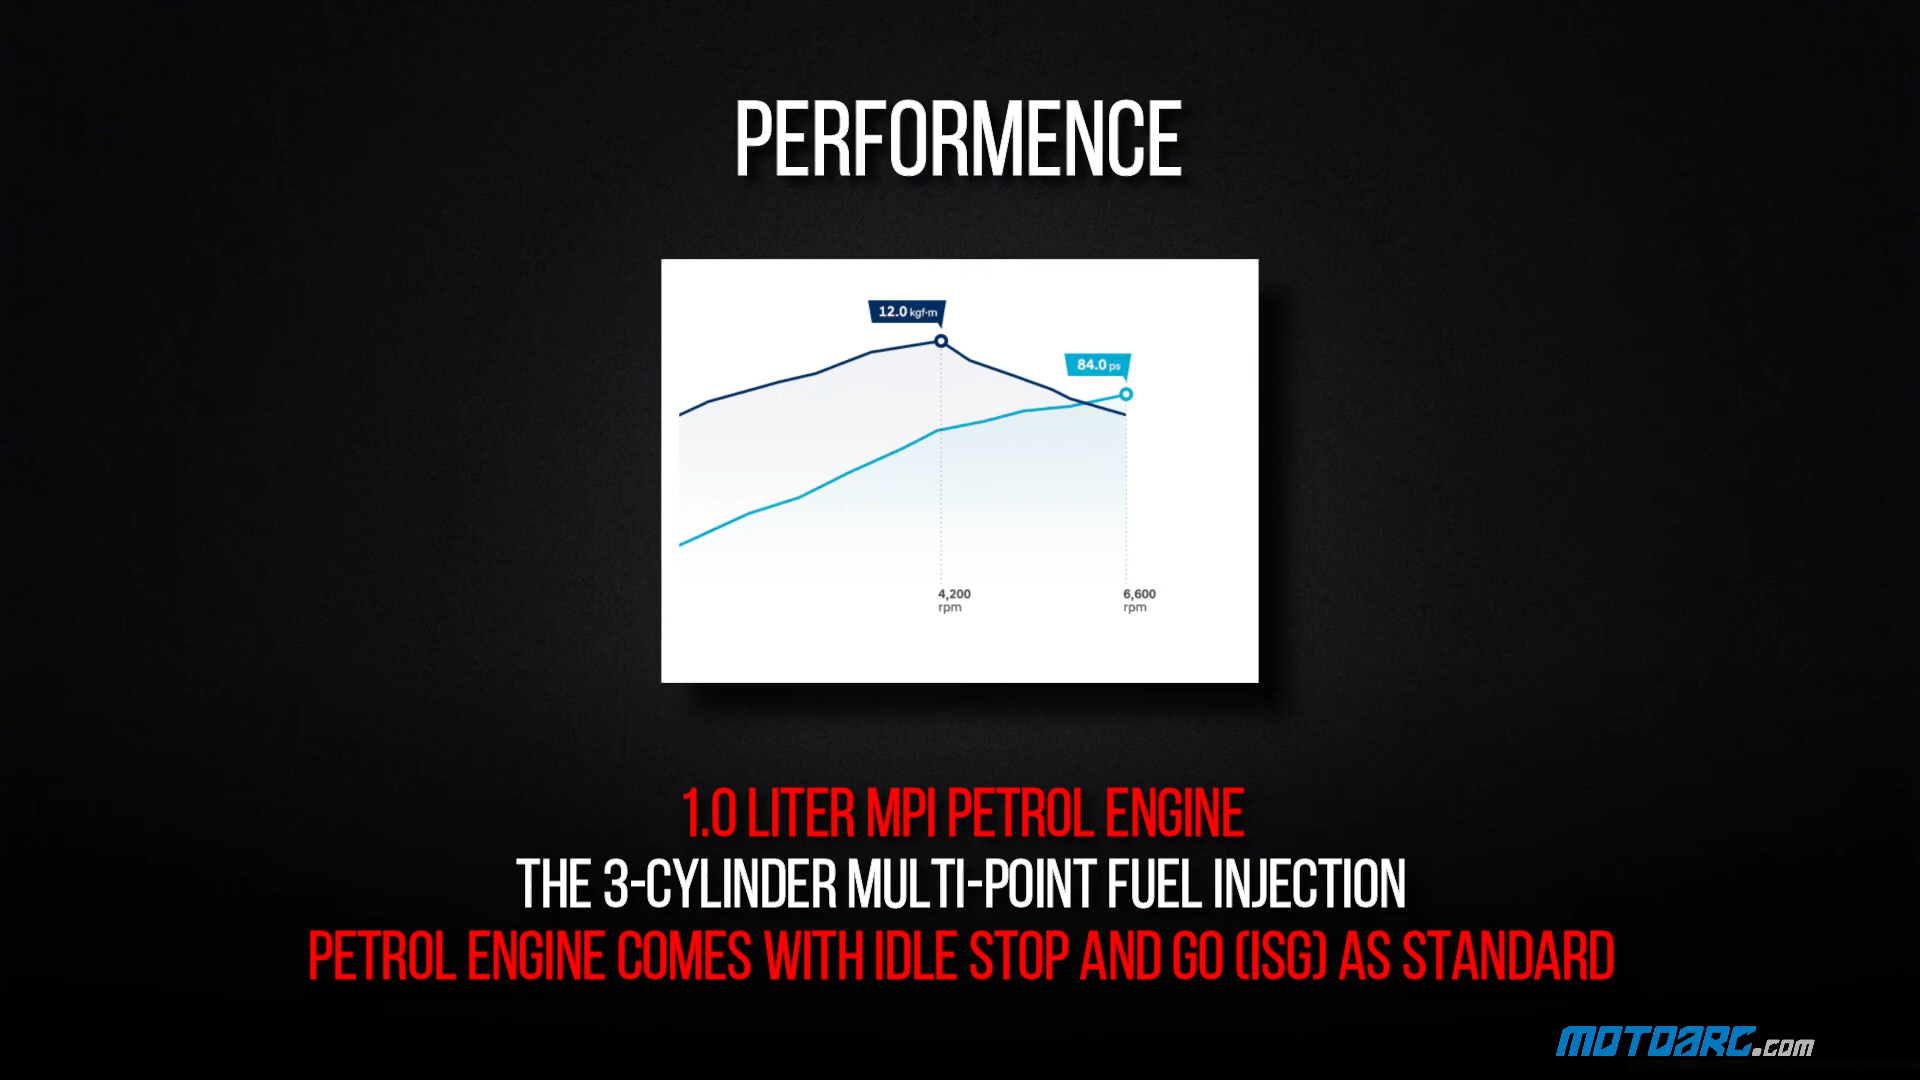 PERFORMENCE
12.0 kgf·m
84.0 ps
4,200
rpm
6,600
rpm
1.0 LITER MPI PETROL ENGINE
THE 3-CYLINDER MULTI-POINT FUEL INJECTION
PETROL ENGINE COMES WITH IDLE STOP AND GO (ISG) AS STANDARD
MOTOARC.com